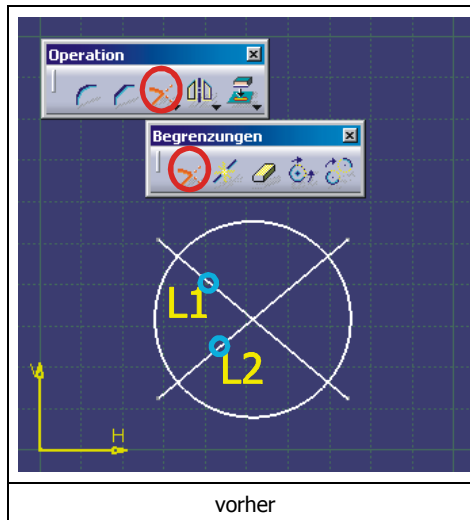 Operation
Begrenzungen
L1
L2
V
H
vorher